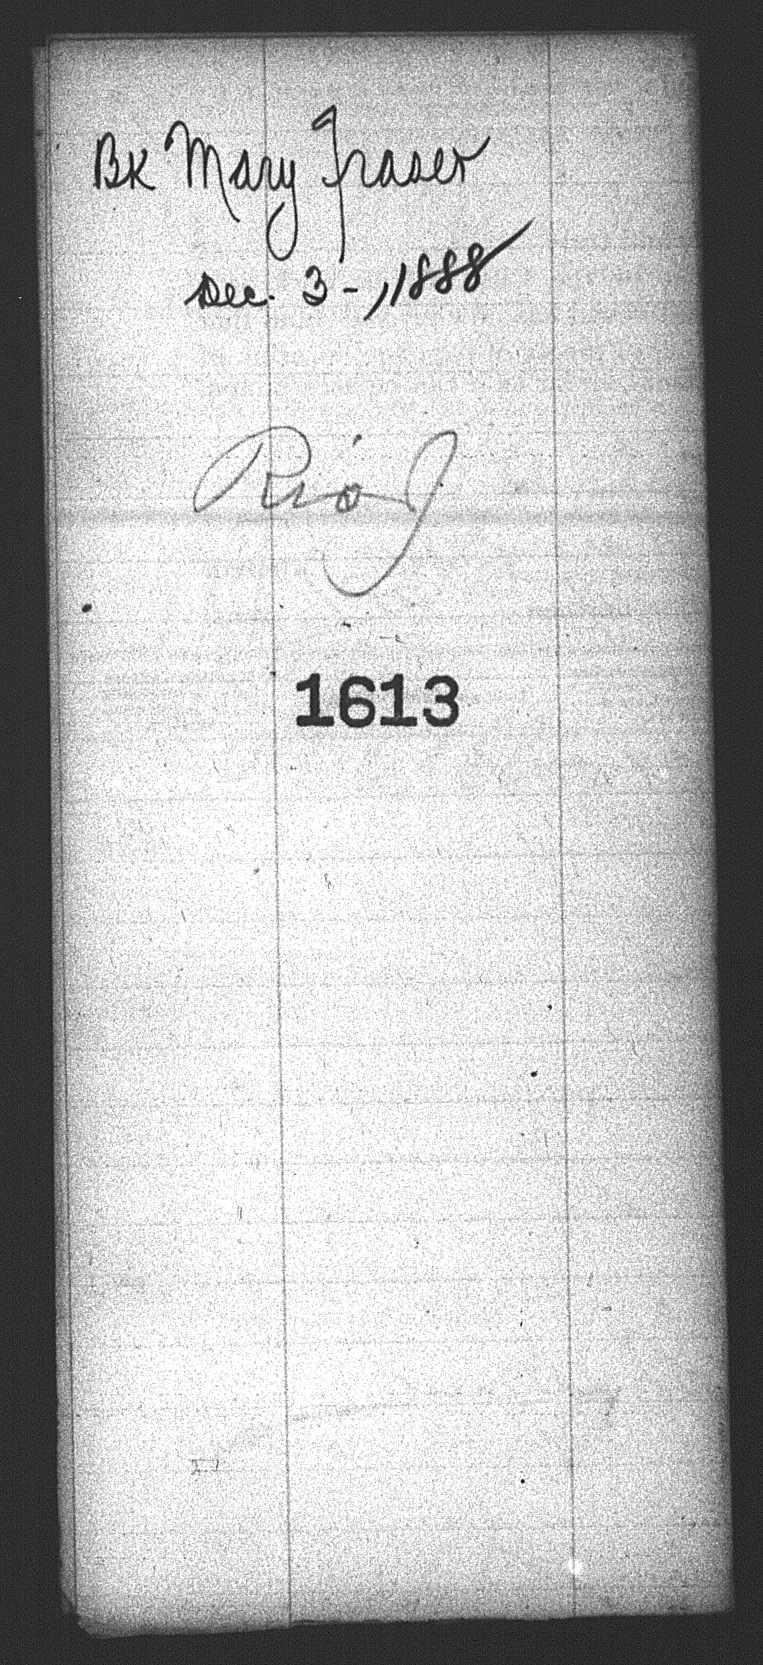 BK Mary Fraser
Dec. 3-, 1888
Rio J
1613